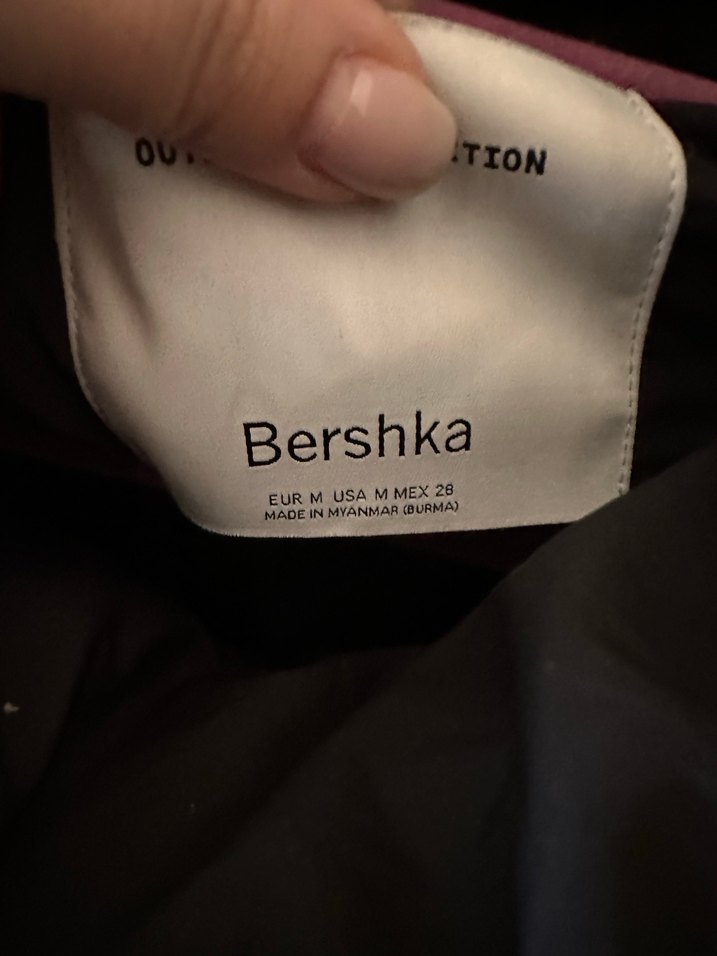 Bershka
EUR M USA M MEX 28
MADE IN MYANMAR (BURMA)